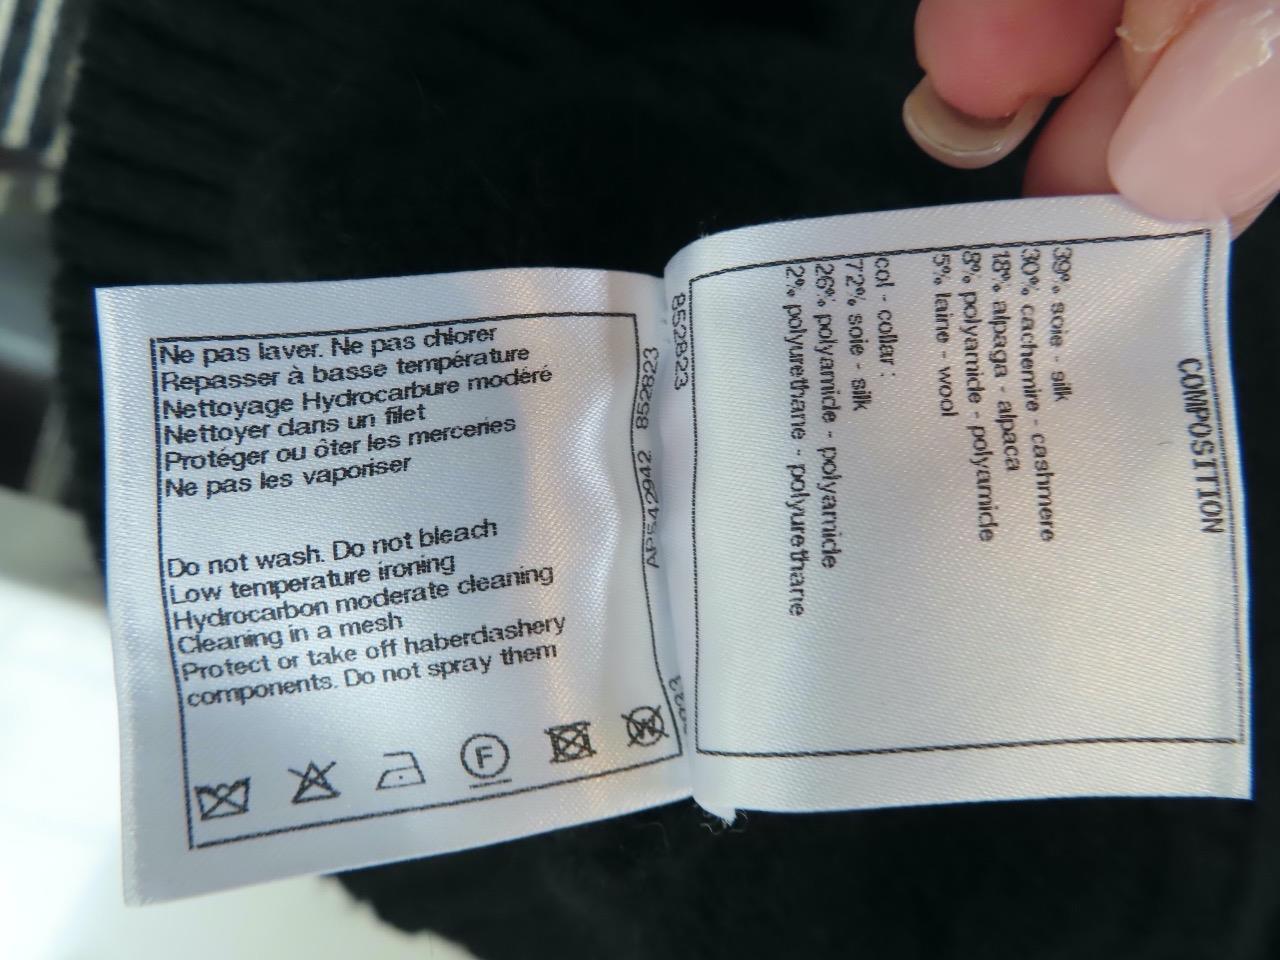 Ne pas laver. Ne pas chlorer
Repasser à basse température
Nettoyage Hydrocarbure modéré
Nettoyer dans un filet
Protéger ou ôter les merceries
Ne pas les vaporiser
Do not wash. Do not bleach
Low temperature ironing
Hydrocarbon moderate cleaning
Cleaning in a mesh
Protect or take off haberdashery
components. Do not spray them
F
W
852823
852823
COMPOSITION
39% soie - silk
30% cachemire - cashmere
18% alpaga - alpaca
8% polyamide - polyamide
5% laine - wool
col - collar :
72% soie - silk
26% polyamide - polyamide
2% polyurethane - polyurethane